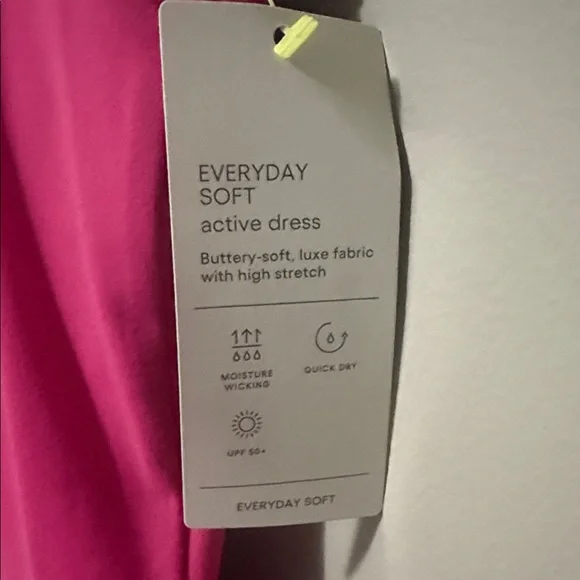 EVERYDAY
SOFT
active dress
Buttery-soft, luxe fabric
with high stretch
MOISTURE
WICKING
QUICK DRY
UPF 50+
EVERYDAY SOFT